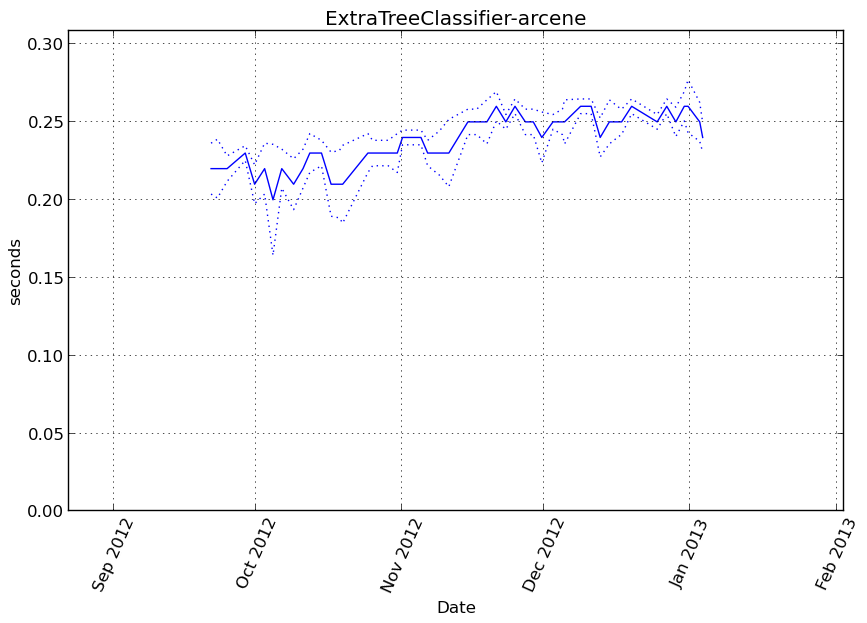 ExtraTreeClassifier-arcene
0.30
0.25
0.20
0.15
0.10
0.05
0.00
seconds
Sep 2012
Oct 2012
Nov 2012
Dec 2012
Jan 2013
Feb 2013
Date